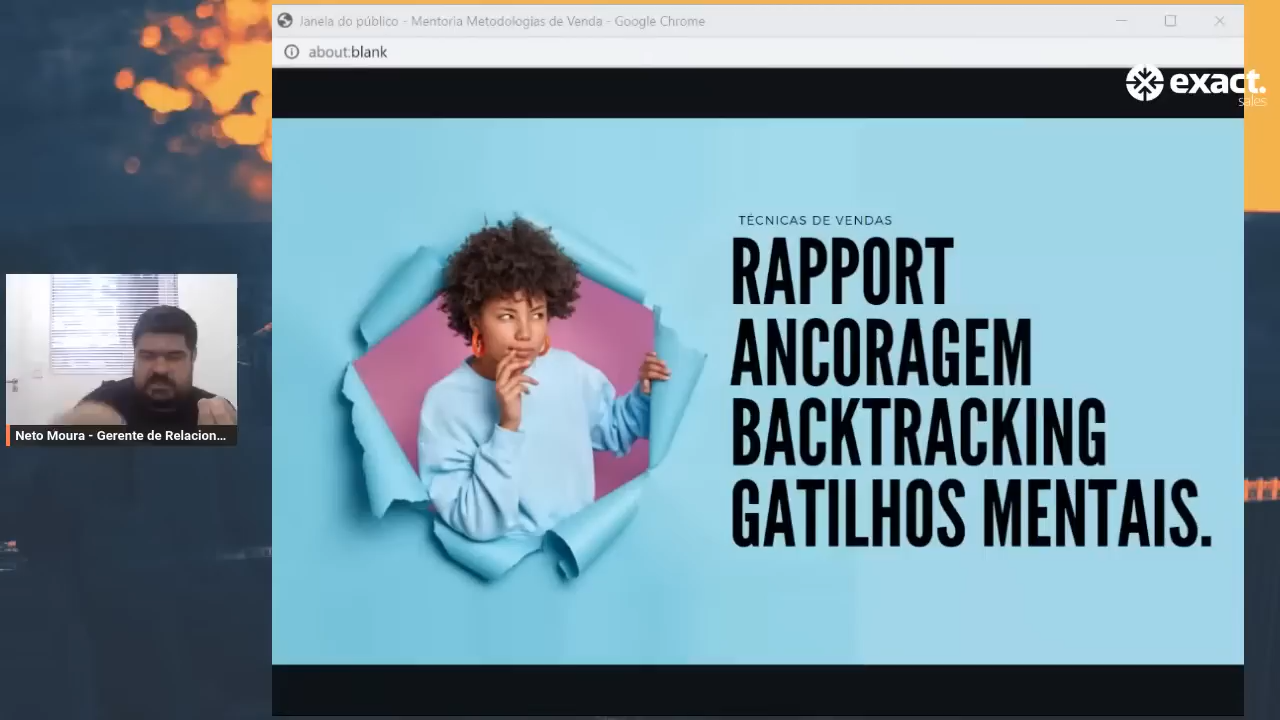 Janela do público - Mentoria Metodologias de Venda - Google Chrome
about:blank
exact.
sales
TÉCNICAS DE VENDAS
RAPPORT
ANCORAGEM
BACKTRACKING
GATILHOS MENTAIS.
Neto Moura - Gerente de Relacion...